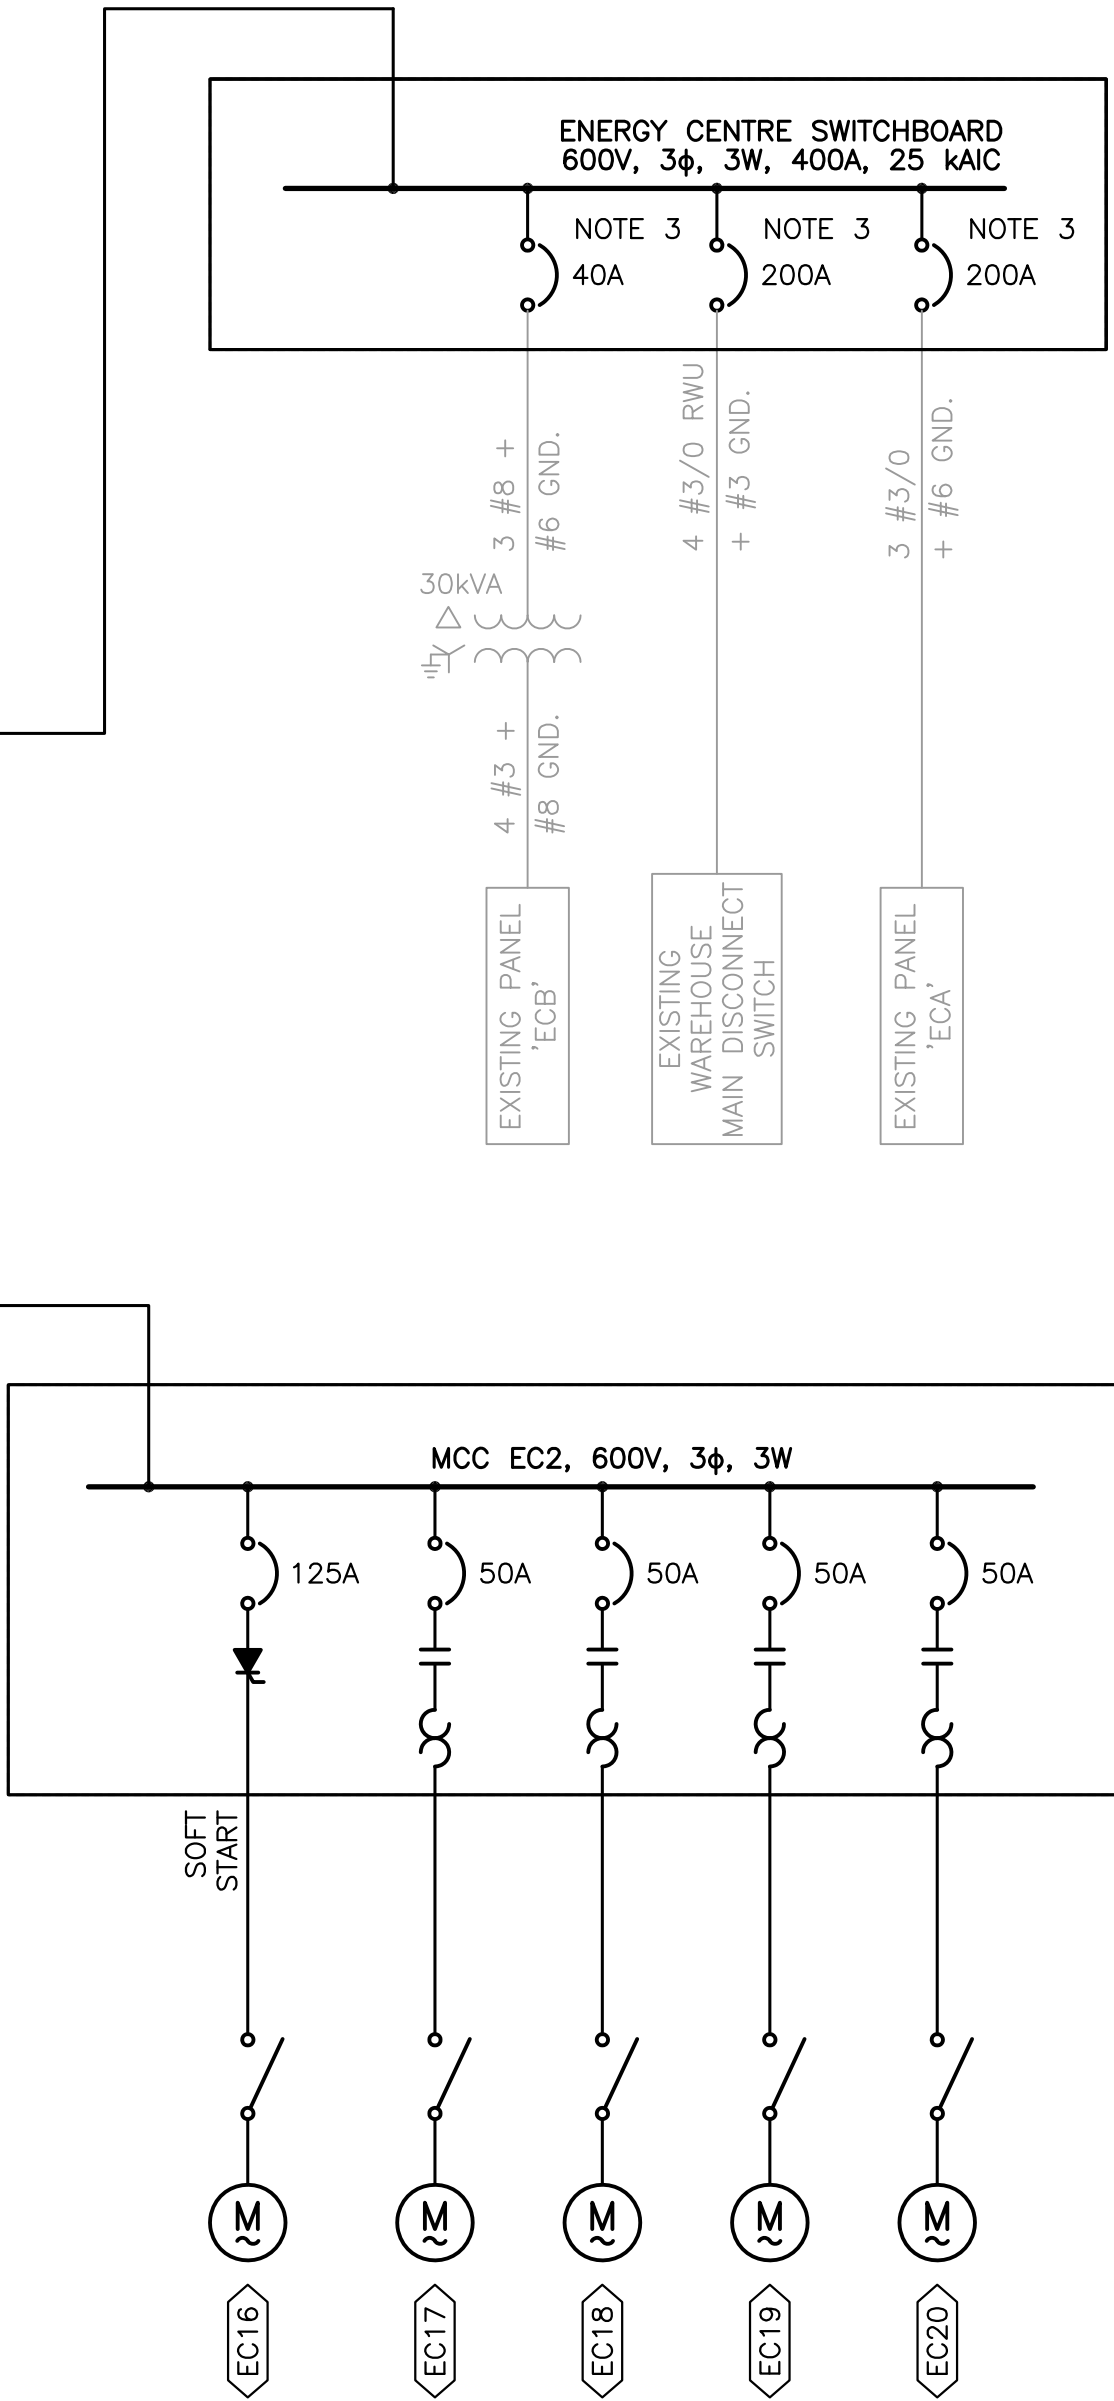 ENERGY CENTRE SWITCHBOARD
600V, 3ϕ, 3W, 400A, 25 kAIC
NOTE 3
40A
NOTE 3
200A
NOTE 3
200A
3 #8 +
#6 GND.
4 #3/0 RWU
+ #3 GND.
3 #3/0
+ #6 GND.
30kVA
4 #3 +
#8 GND.
EXISTING PANEL
'ECB'
EXISTING
WAREHOUSE
MAIN DISCONNECT
SWITCH
EXISTING PANEL
'ECA'
MCC EC2, 600V, 3ϕ, 3W
125A
50A
50A
50A
50A
SOFT
START
M
~
M
~
M
~
M
~
M
~
EC16
EC17
EC18
EC19
EC20